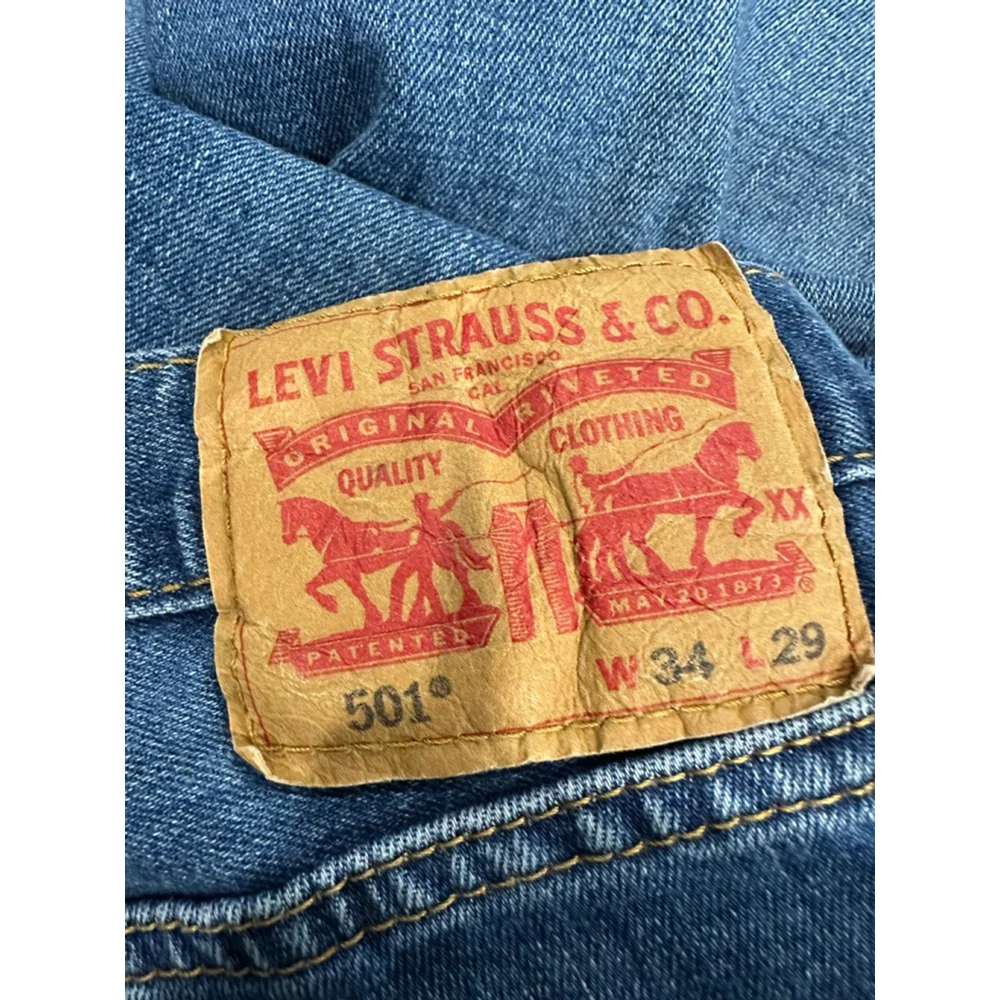 LEVI STRAUSS & CO.
SAN FRANCISCO
CAL.
ORIGINAL RIVETED
QUALITY CLOTHING
XX
PATENTED MAY 20 1873 ®
501® W 34 L 29